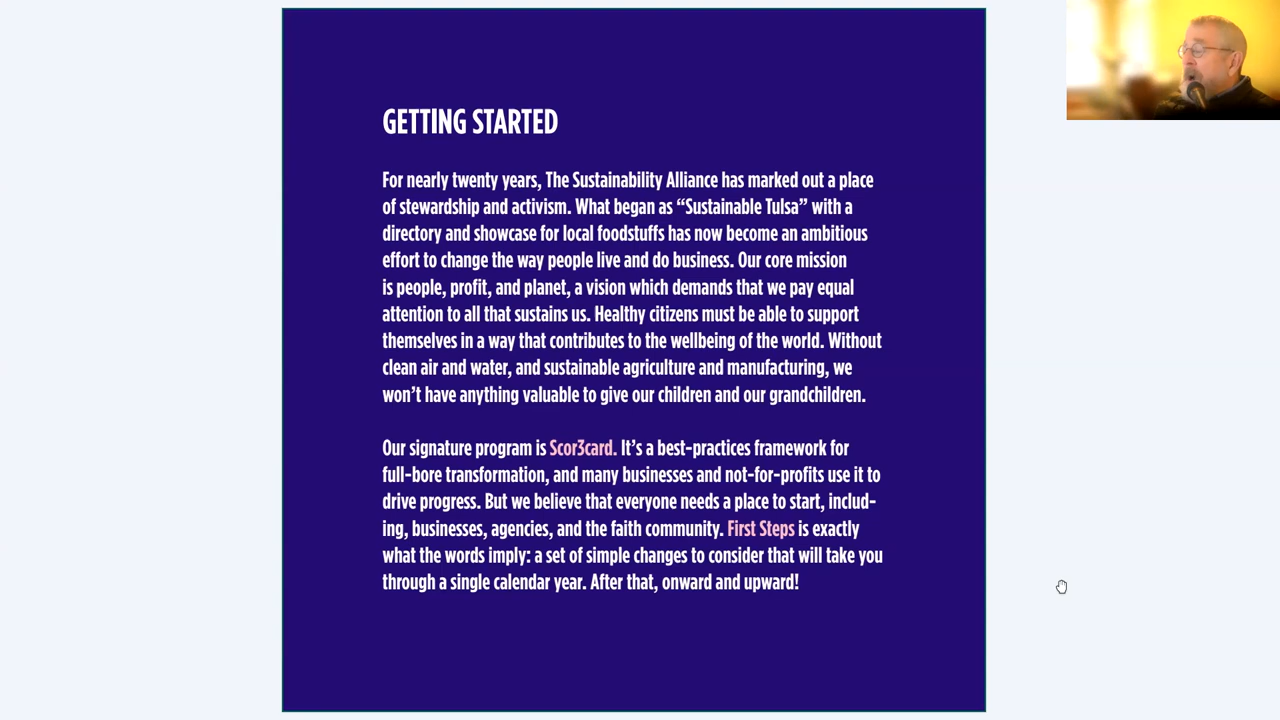 GETTING STARTED
For nearly twenty years, The Sustainability Alliance has marked out a place
of stewardship and activism. What began as “Sustainable Tulsa” with a
directory and showcase for local foodstuffs has now become an ambitious
effort to change the way people live and do business. Our core mission
is people, profit, and planet, a vision which demands that we pay equal
attention to all that sustains us. Healthy citizens must be able to support
themselves in a way that contributes to the wellbeing of the world. Without
clean air and water, and sustainable agriculture and manufacturing, we
won’t have anything valuable to give our children and our grandchildren.
Our signature program is Scor3card. It’s a best-practices framework for
full-bore transformation, and many businesses and not-for-profits use it to
drive progress. But we believe that everyone needs a place to start, includ-
ing, businesses, agencies, and the faith community. First Steps is exactly
what the words imply: a set of simple changes to consider that will take you
through a single calendar year. After that, onward and upward!